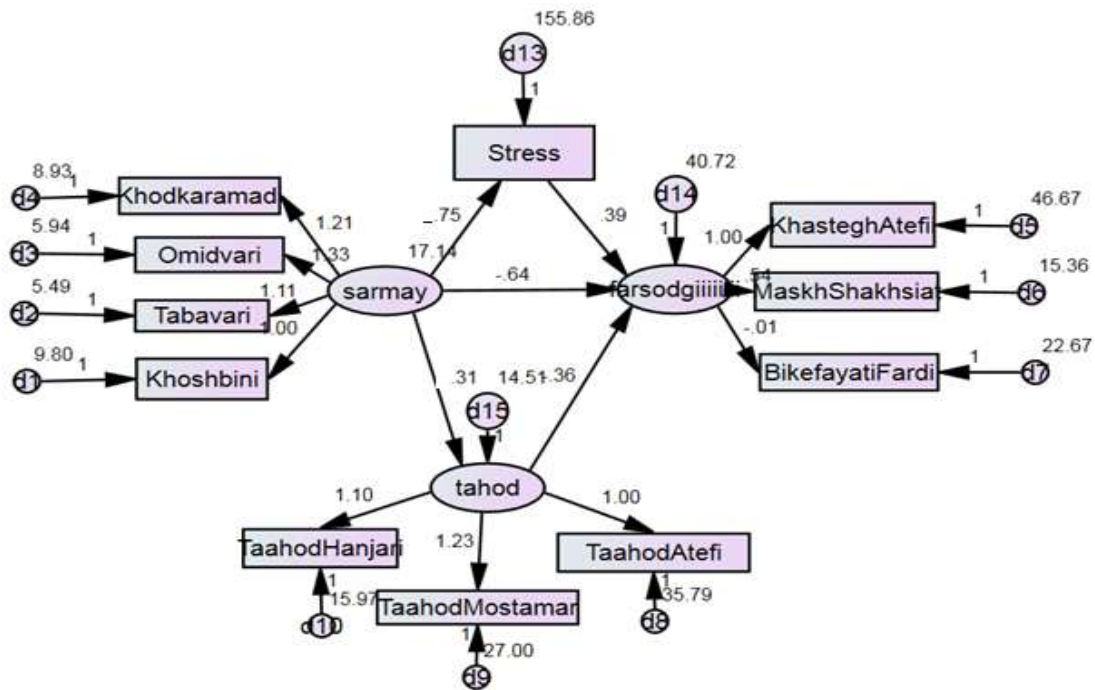 155.86
d13
1
Stress
8.93
d4
1
Khodkaramad
1.21
5.94
d3
1
Omidvari
1.33
5.49
d2
1
Tabavari
1.11
9.80
d1
1
Khoshbini
1.00
17.14
sarmay
-.75
.39
-.64
40.72
d14
1
farsodgiiiiiii
1.00
KhasteghAtefi
1
46.67
d5
.54
MaskhShakhsiat
1
15.36
d6
-.01
BikefayatiFardi
1
22.67
d7
.31
14.51
-.36
d15
1
tahod
1.10
TaahodHanjari
1
15.97
d10
1.23
TaahodMostamar
1
27.00
d9
1.00
TaahodAtefi
1
35.79
d8